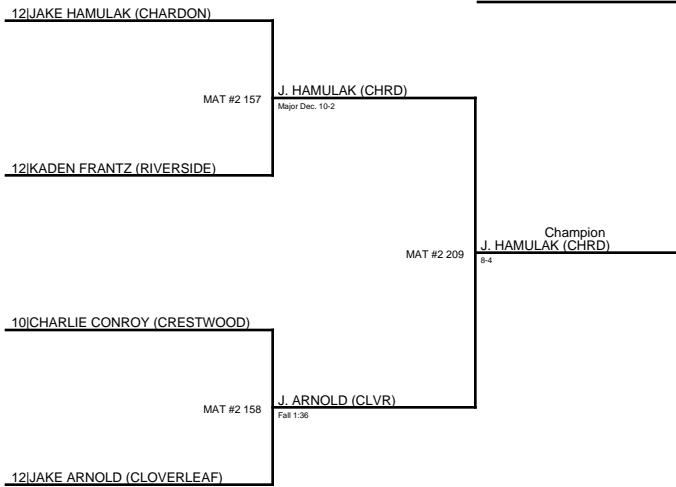 12|JAKE HAMULAK (CHARDON)
MAT #2 157
J. HAMULAK (CHRD)
Major Dec. 10-2
12|KADEN FRANTZ (RIVERSIDE)
Champion
MAT #2 209
J. HAMULAK (CHRD)
8-4
10|CHARLIE CONROY (CRESTWOOD)
MAT #2 158
J. ARNOLD (CLVR)
Fall 1:36
12|JAKE ARNOLD (CLOVERLEAF)